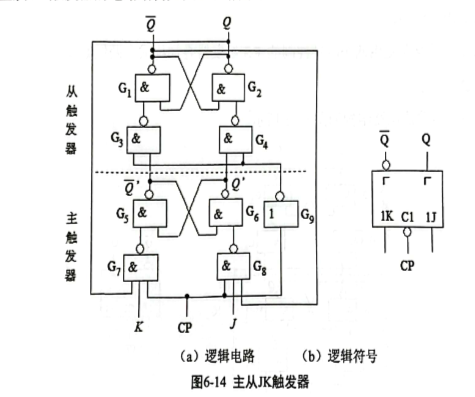 Q̅ Q
G₁ & & G₂
从触发器
G₃ & & G₄
Q̅' Q'
主触发器
G₅ & & G₆ 1 G₉
G₇ & & G₈
K CP J
Q̅ Q
1K C1 1J
CP
(a) 逻辑电路 (b) 逻辑符号
图6-14 主从JK触发器